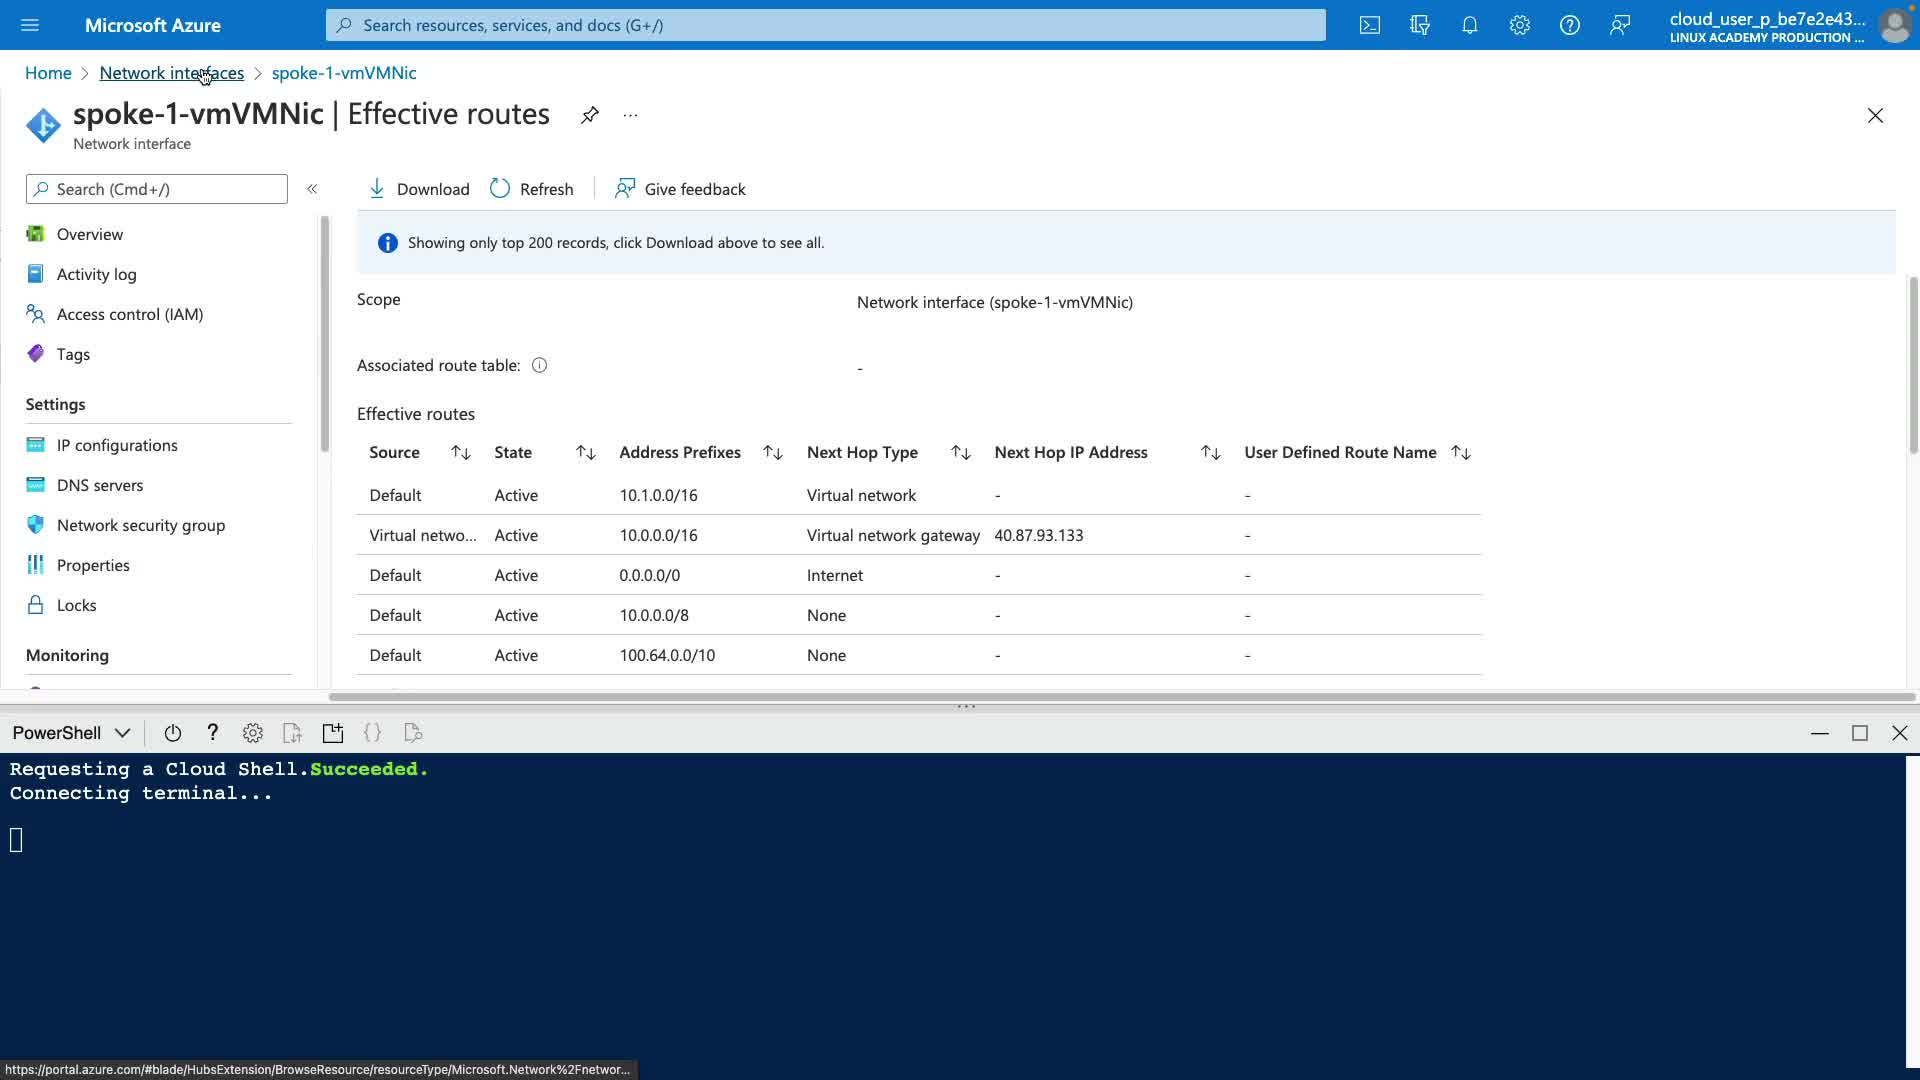 Microsoft Azure
Search resources, services, and docs (G+/)
cloud_user_p_be7e2e43...
LINUX ACADEMY PRODUCTION ...
Home > Network interfaces > spoke-1-vmVMNic
spoke-1-vmVMNic | Effective routes
...
Network interface
Search (Cmd+/)
«
Download
Refresh
Give feedback
Overview
Activity log
Access control (IAM)
Tags
Settings
IP configurations
DNS servers
Network security group
Properties
Locks
Monitoring
Showing only top 200 records, click Download above to see all.
Scope
Network interface (spoke-1-vmVMNic)
Associated route table:
-
Effective routes
Source State Address Prefixes Next Hop Type Next Hop IP Address User Defined Route Name
Default Active 10.1.0.0/16 Virtual network - -
Virtual netwo... Active 10.0.0.0/16 Virtual network gateway 40.87.93.133 -
Default Active 0.0.0.0/0 Internet - -
Default Active 10.0.0.0/8 None - -
Default Active 100.64.0.0/10 None - -
PowerShell
Requesting a Cloud Shell.Succeeded.
Connecting terminal...
https://portal.azure.com/#blade/HubsExtension/BrowseResource/resourceType/Microsoft.Network%2Fnetwor...